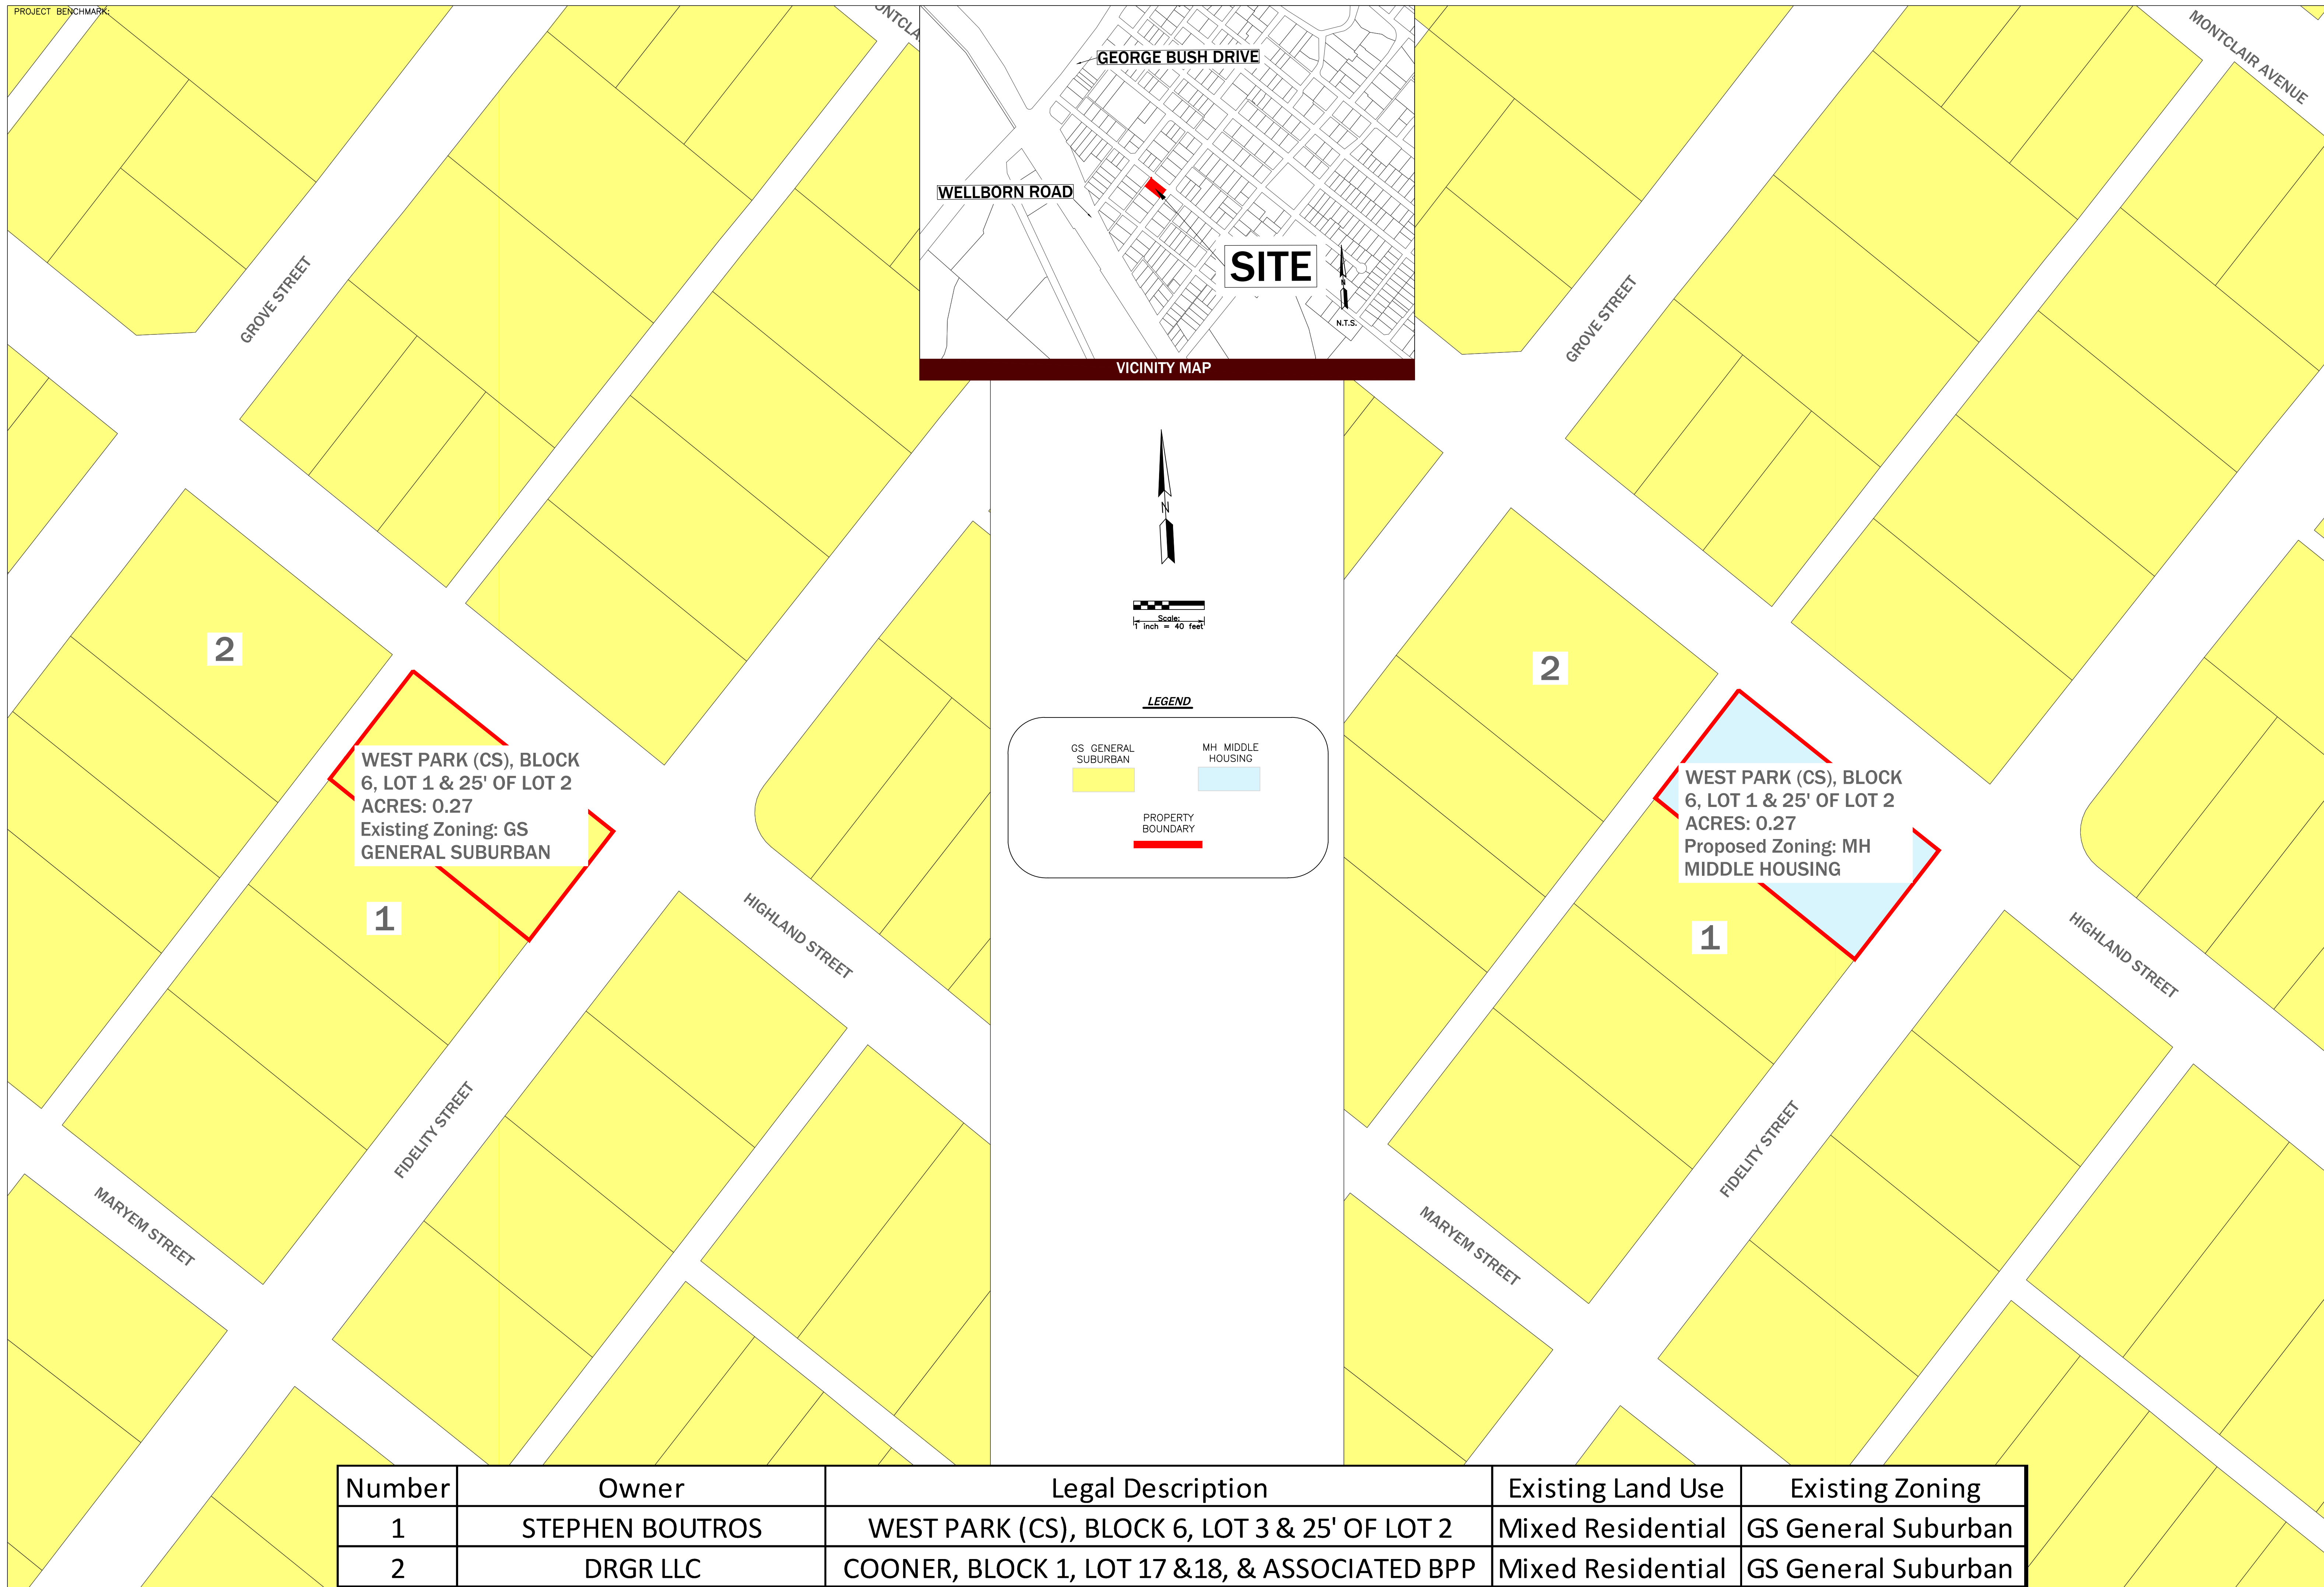 PROJECT BENCHMARK:
MONTCLAIR AVENUE
GEORGE BUSH DRIVE
WELLBORN ROAD
SITE
N.T.S.
VICINITY MAP
GROVE STREET
GROVE STREET
N
Scale:
1 inch = 40 feet
2
2
LEGEND
GS GENERAL
SUBURBAN
MH MIDDLE
HOUSING
PROPERTY
BOUNDARY
WEST PARK (CS), BLOCK
6, LOT 1 & 25' OF LOT 2
ACRES: 0.27
Existing Zoning: GS
GENERAL SUBURBAN
WEST PARK (CS), BLOCK
6, LOT 1 & 25' OF LOT 2
ACRES: 0.27
Proposed Zoning: MH
MIDDLE HOUSING
1
1
HIGHLAND STREET
HIGHLAND STREET
FIDELITY STREET
FIDELITY STREET
MARYEM STREET
MARYEM STREET
Number Owner Legal Description Existing Land Use Existing Zoning
1 STEPHEN BOUTROS WEST PARK (CS), BLOCK 6, LOT 3 & 25' OF LOT 2 Mixed Residential GS General Suburban
2 DRGR LLC COONER, BLOCK 1, LOT 17 &18, & ASSOCIATED BPP Mixed Residential GS General Suburban